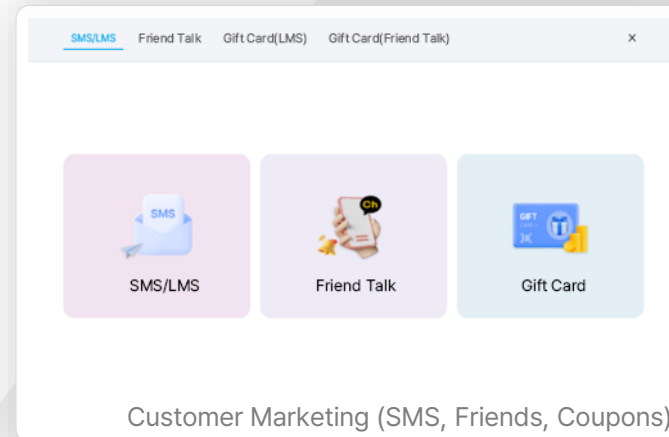 SMS/LMS Friend Talk Gift Card(LMS) Gift Card(Friend Talk) ×
SMS
Ch
GIFT
CARD
SMS/LMS Friend Talk Gift Card
Customer Marketing (SMS, Friends, Coupons)